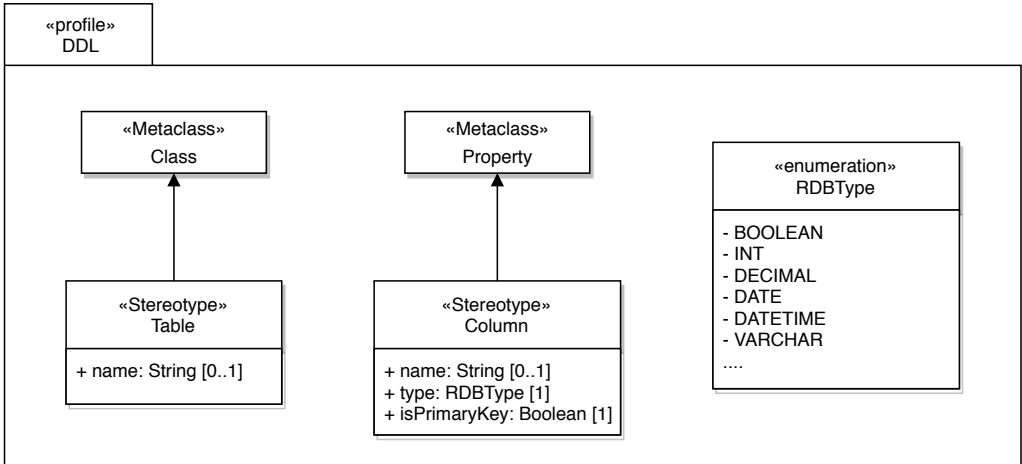 «profile»
DDL
«Metaclass»
Class
«Metaclass»
Property
«enumeration»
RDBType
- BOOLEAN
- INT
- DECIMAL
- DATE
- DATETIME
- VARCHAR
....
«Stereotype»
Table
+ name: String [0..1]
«Stereotype»
Column
+ name: String [0..1]
+ type: RDBType [1]
+ isPrimaryKey: Boolean [1]